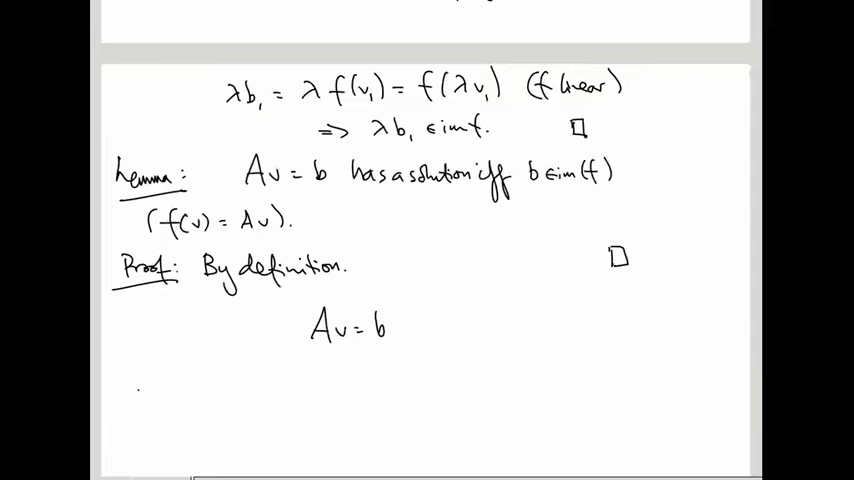 λb₁ = λ f(v₁) = f(λv₁) (f linear)
⇒ λb₁ ∈ im f. □
Lemma: Av = b has a solution iff b ∈ im(f)
(f(v) = Av).
Proof: By definition. □
Av = b